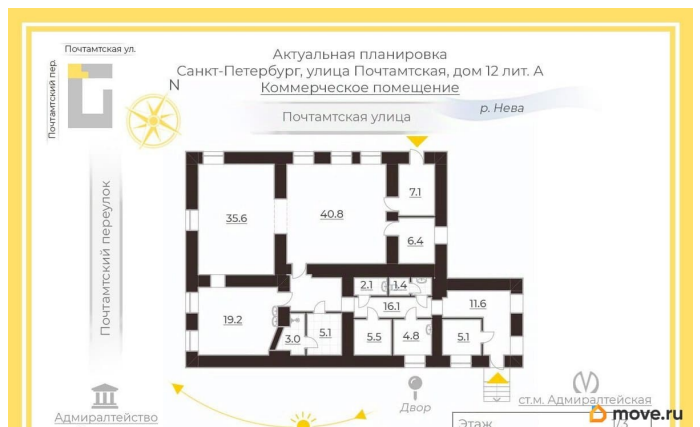 Почтамтская ул.
Почтамтский пер.
Актуальная планировка
Санкт-Петербург, улица Почтамтская, дом 12 лит. А
Коммерческое помещение
N
р. Нева
Почтамтская улица
Почтамтский переулок
7.1
40.8
35.6
6.4
2.1
1.4
11.6
16.1
19.2
5.1
3.0
5.5
4.8
5.1
Адмиралтейство
Двор
ст.м. Адмиралтейская
Этаж
1/3
move.ru